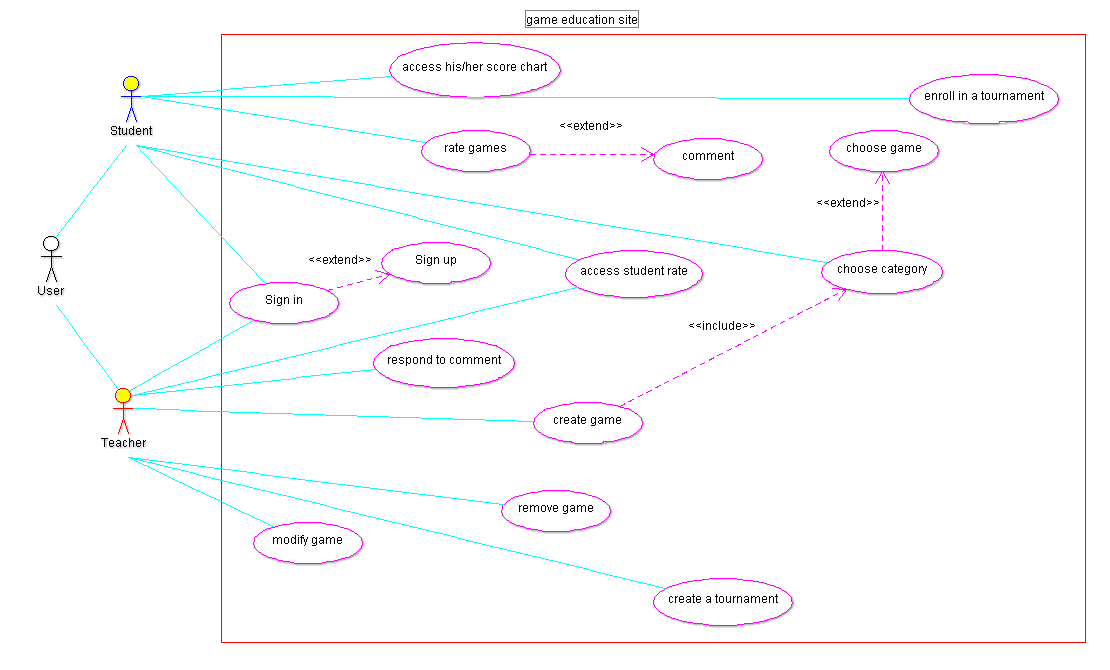 game education site
access his/her score chart
enroll in a tournament
Student
<<extend>>
rate games
comment
choose game
<<extend>>
User
<<extend>>
Sign up
access student rate
choose category
Sign in
<<include>>
respond to comment
create game
Teacher
remove game
modify game
create a tournament